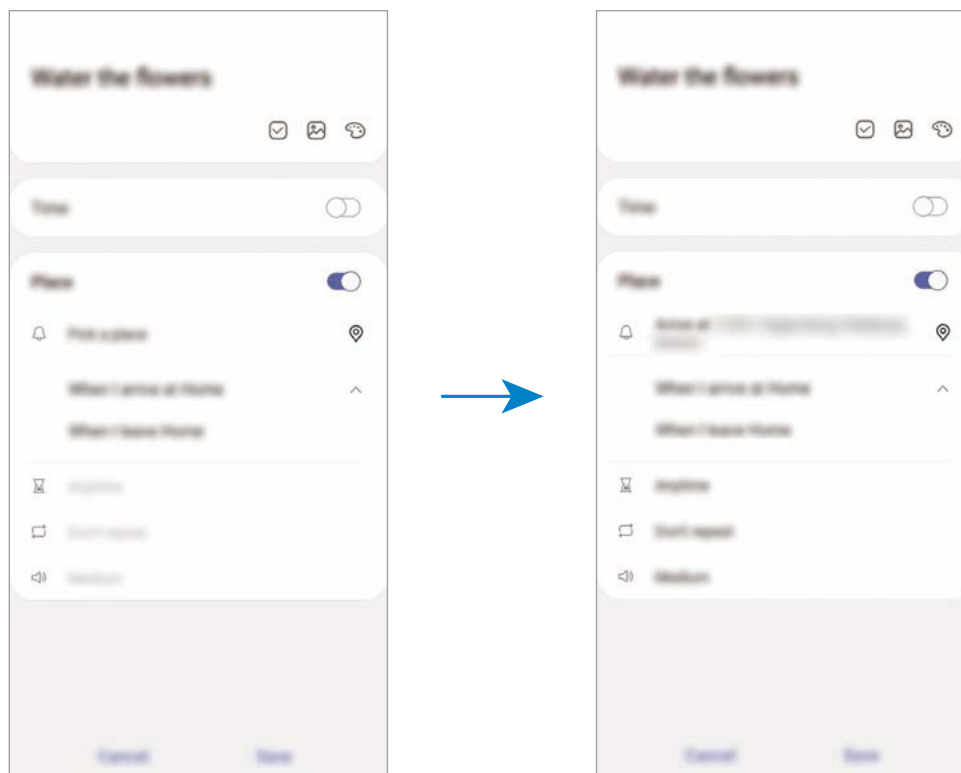 Water the flowers
Time
Place
Pick a place
When I arrive at Home
When I leave Home
Anytime
Don't repeat
Medium
Cancel
Save
Water the flowers
Time
Place
Arrive at
When I arrive at Home
When I leave Home
Anytime
Don't repeat
Medium
Cancel
Save